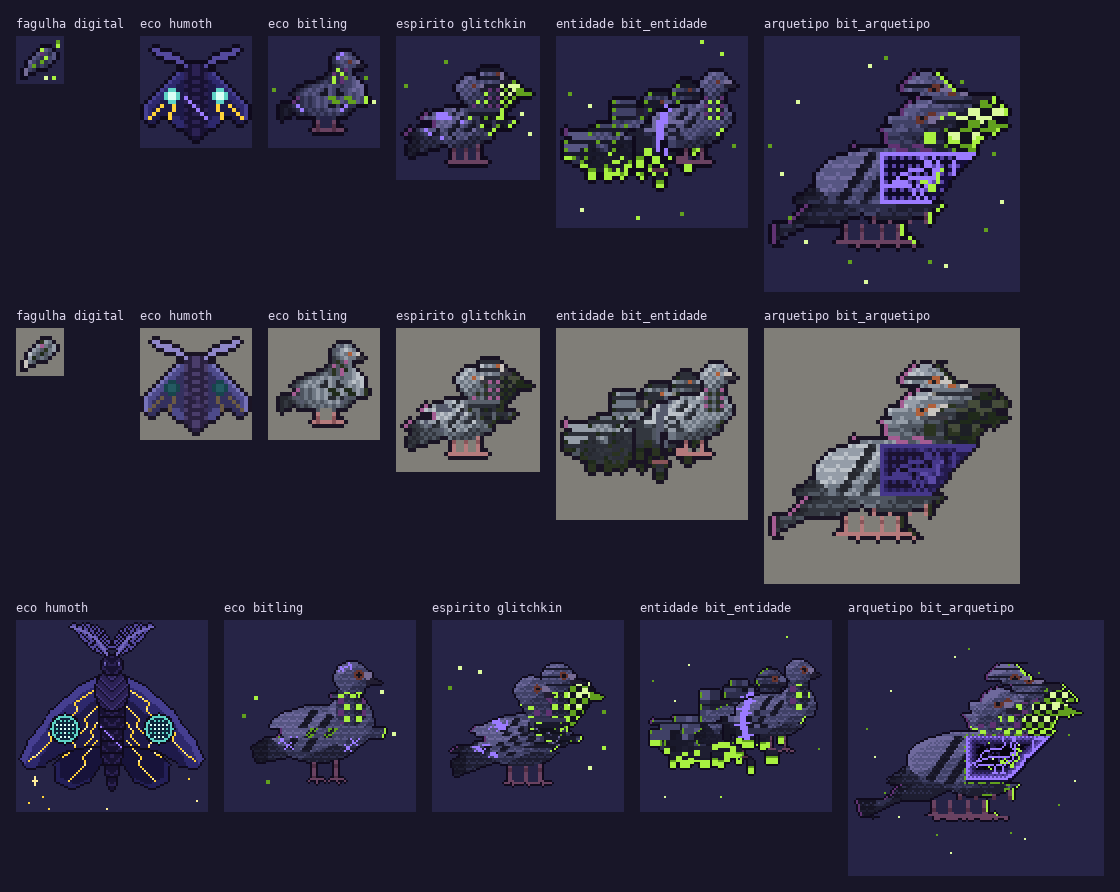 fagulha digital
eco humoth
eco bitling
espirito glitchkin
entidade bit_entidade
arquetipo bit_arquetipo
fagulha digital
eco humoth
eco bitling
espirito glitchkin
entidade bit_entidade
arquetipo bit_arquetipo
eco humoth
eco bitling
espirito glitchkin
entidade bit_entidade
arquetipo bit_arquetipo